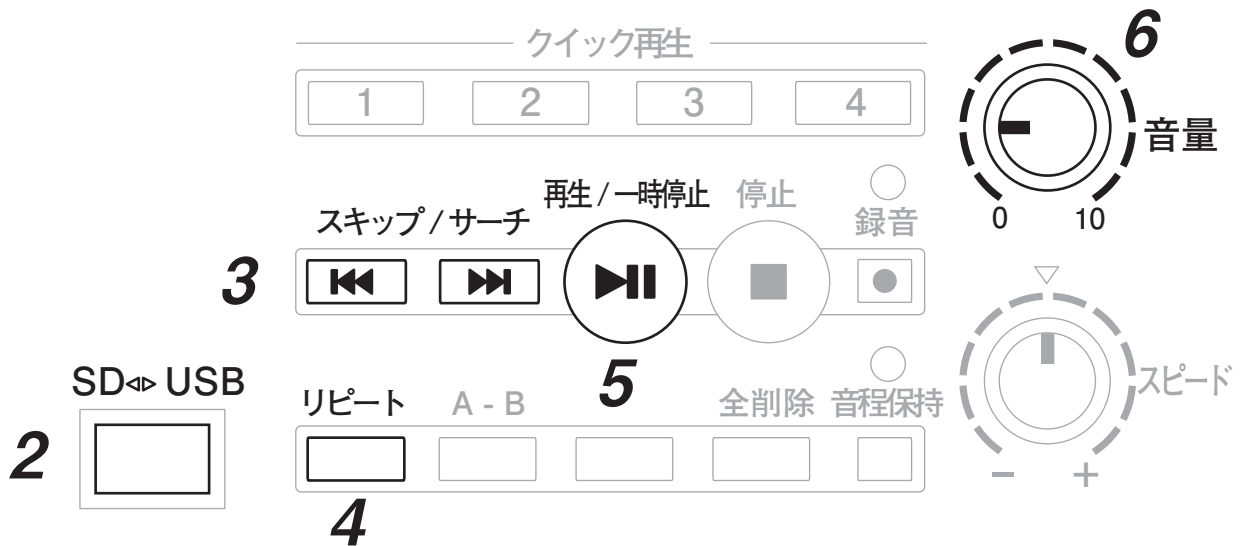 クイック再生
6
1 2 3 4
音量
0 10
スキップ / サーチ
再生 / 一時停止
停止
録音
3
5
SD◁▷USB
2
リピート
A - B
全削除
音程保持
4
スピード
− +